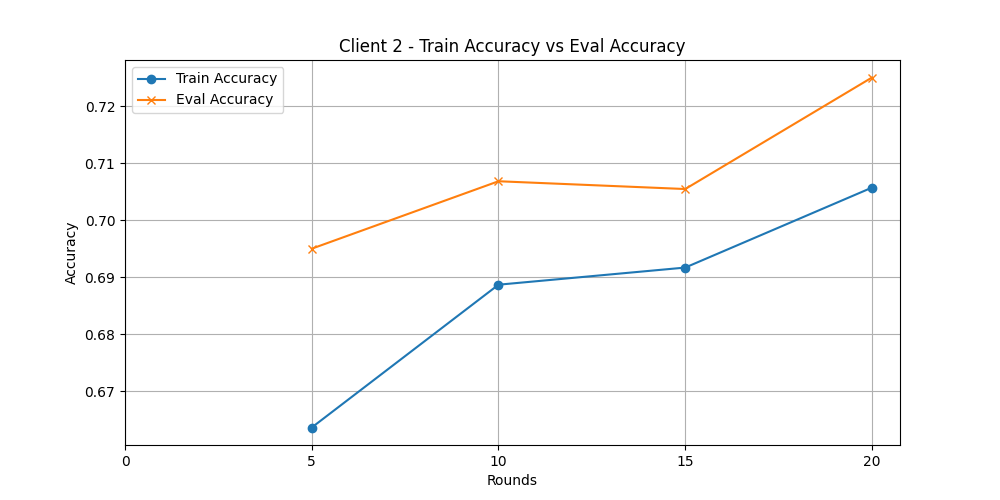 Client 2 - Train Accuracy vs Eval Accuracy
Train Accuracy
Eval Accuracy
Accuracy
0.72
0.71
0.70
0.69
0.68
0.67
0
5
10
15
20
Rounds